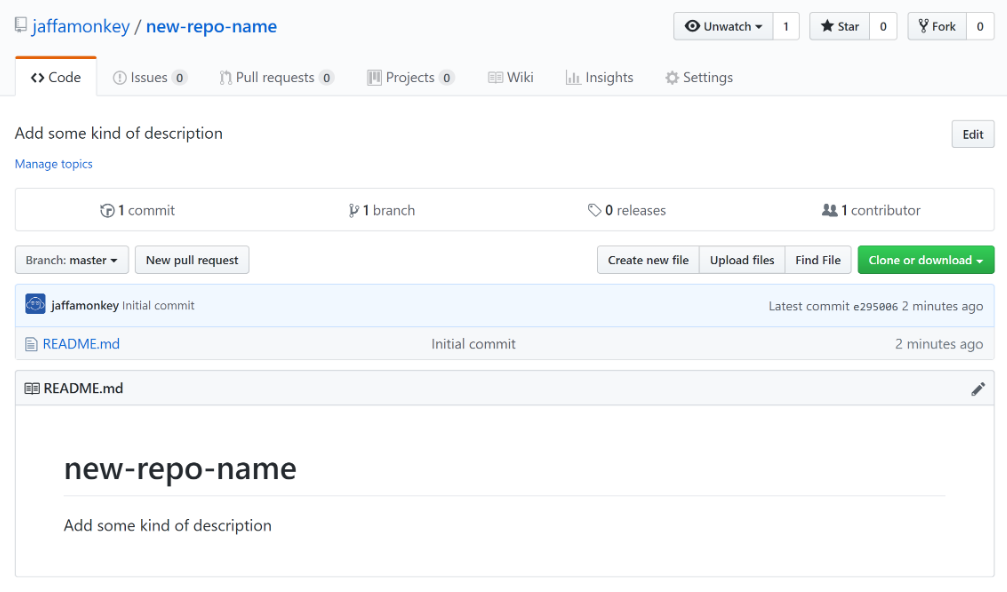 jaffamonkey / new-repo-name Unwatch 1 Star 0 Fork 0
Code Issues 0 Pull requests 0 Projects 0 Wiki Insights Settings
Add some kind of description Edit
Manage topics
1 commit 1 branch 0 releases 1 contributor
Branch: master New pull request Create new file Upload files Find File Clone or download
jaffamonkey Initial commit Latest commit e295006 2 minutes ago
README.md Initial commit 2 minutes ago
README.md
new-repo-name
Add some kind of description